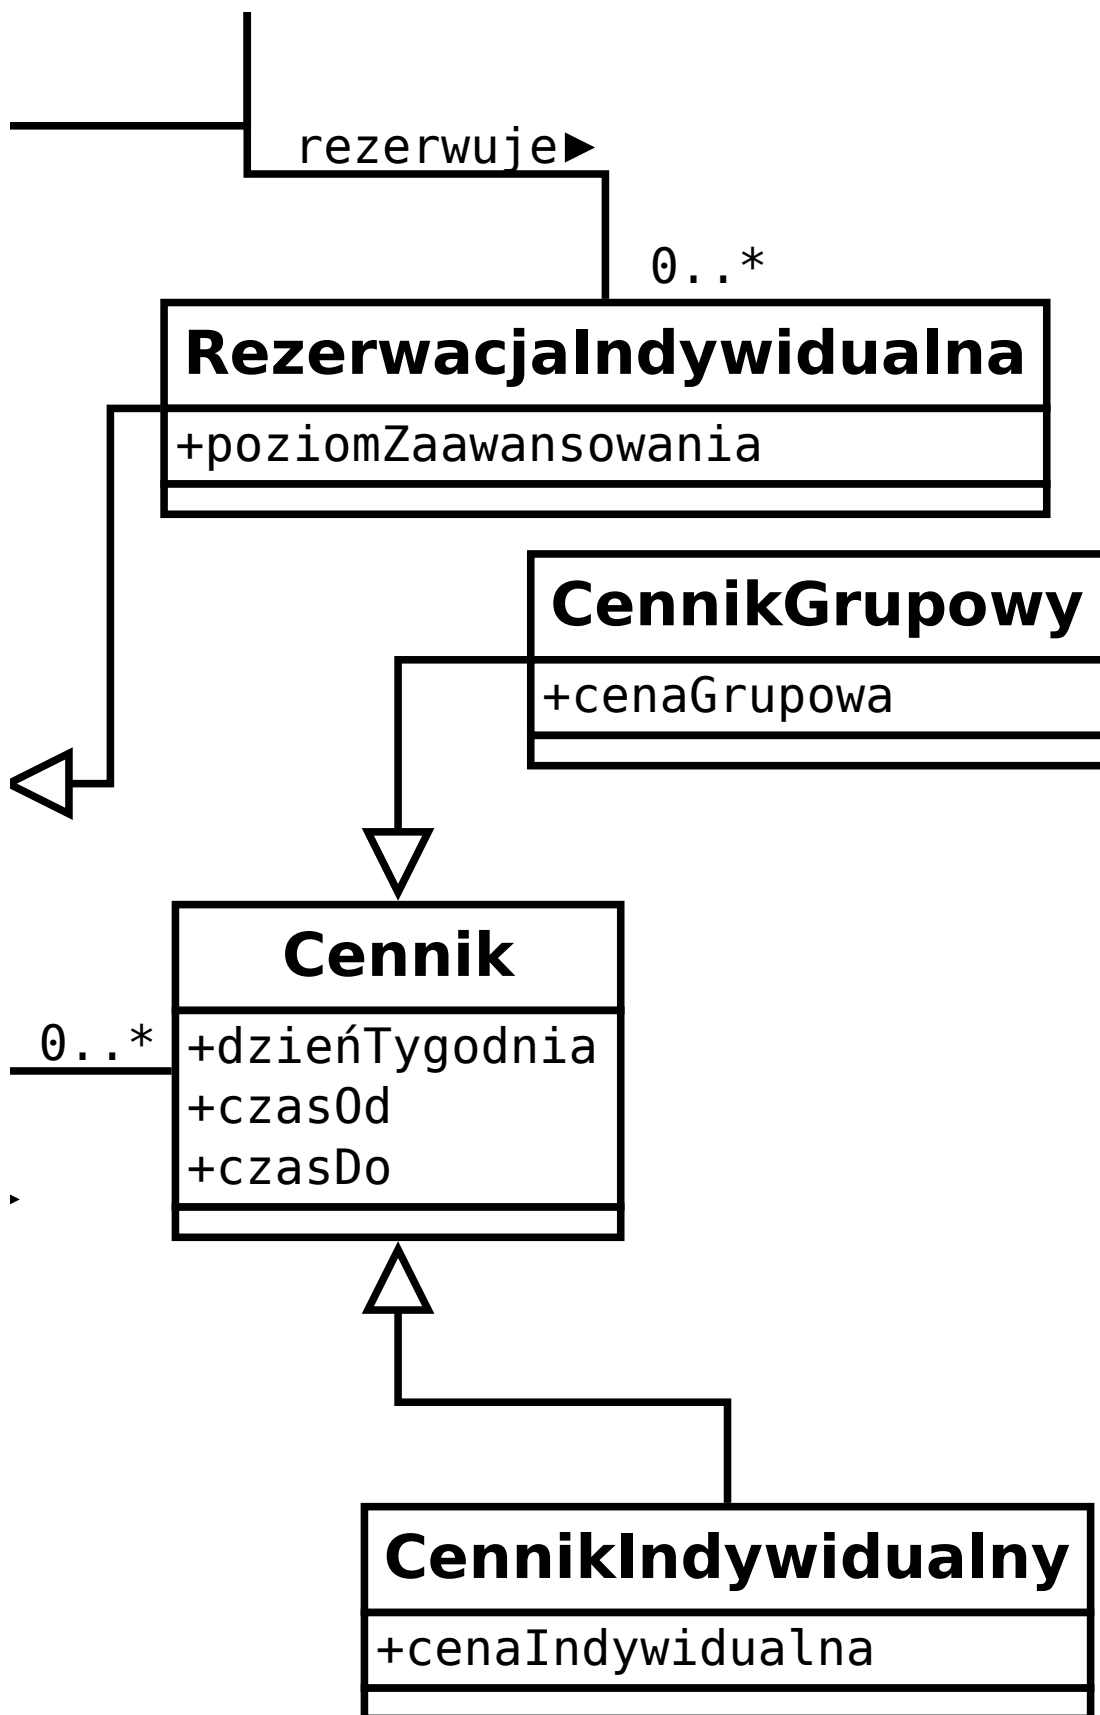 rezerwuje►
0..*
RezerwacjaIndywidualna
+poziomZaawansowania
CennikGrupowy
+cenaGrupowa
Cennik
0..*
+dzieńTygodnia
+czasOd
+czasDo
CennikIndywidualny
+cenaIndywidualna